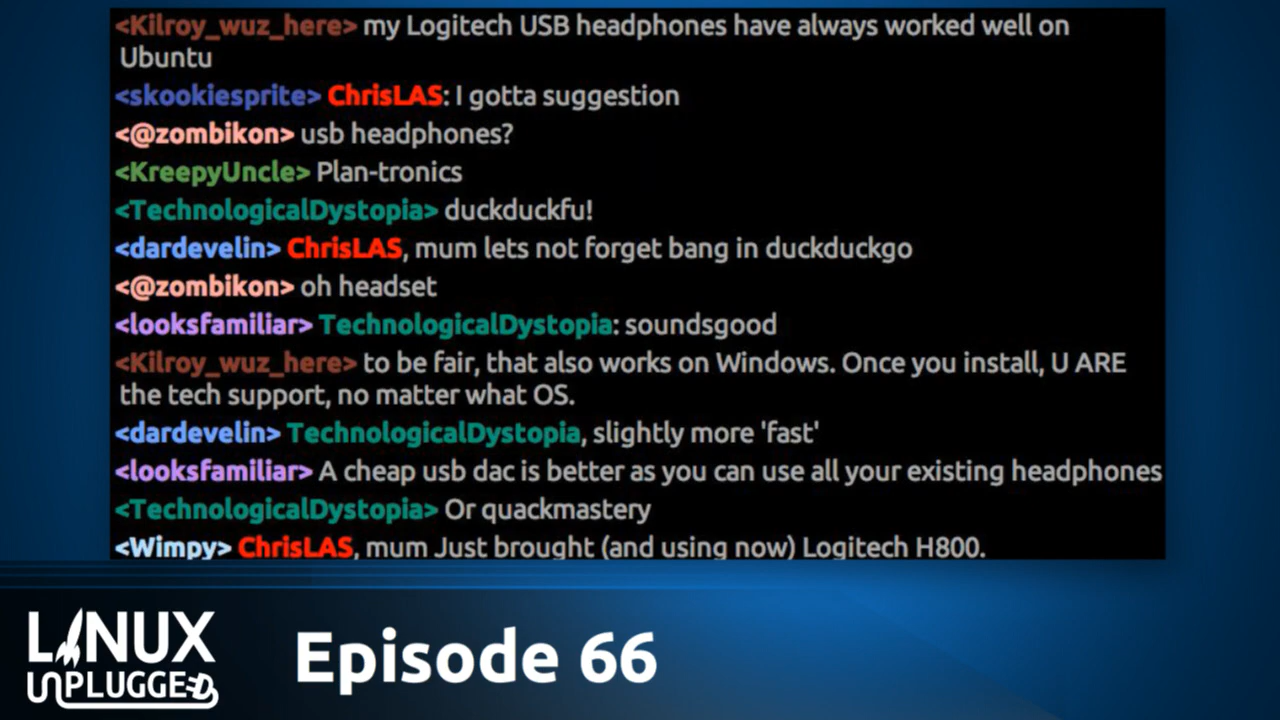 <Kilroy_wuz_here> my Logitech USB headphones have always worked well on
Ubuntu
<skookiesprite> ChrisLAS: I gotta suggestion
<@zombikon> usb headphones?
<KreepyUncle> Plan-tronics
<TechnologicalDystopia> duckduckfu!
<dardevelin> ChrisLAS, mum lets not forget bang in duckduckgo
<@zombikon> oh headset
<looksfamiliar> TechnologicalDystopia: soundsgood
<Kilroy_wuz_here> to be fair, that also works on Windows. Once you install, U ARE
the tech support, no matter what OS.
<dardevelin> TechnologicalDystopia, slightly more 'fast'
<looksfamiliar> A cheap usb dac is better as you can use all your existing headphones
<TechnologicalDystopia> Or quackmastery
<Wimpy> ChrisLAS, mum Just brought (and using now) Logitech H800.
LINUX
UNPLUGGED
Episode 66